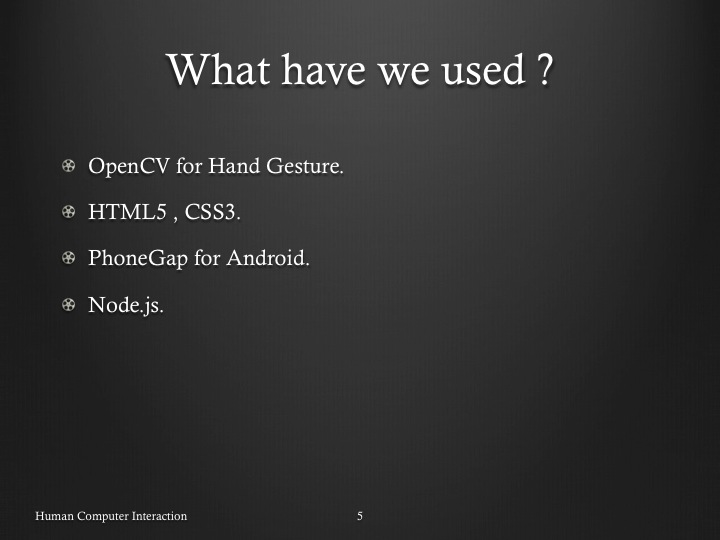 What have we used ?
OpenCV for Hand Gesture.
HTML5 , CSS3.
PhoneGap for Android.
Node.js.
Human Computer Interaction
5